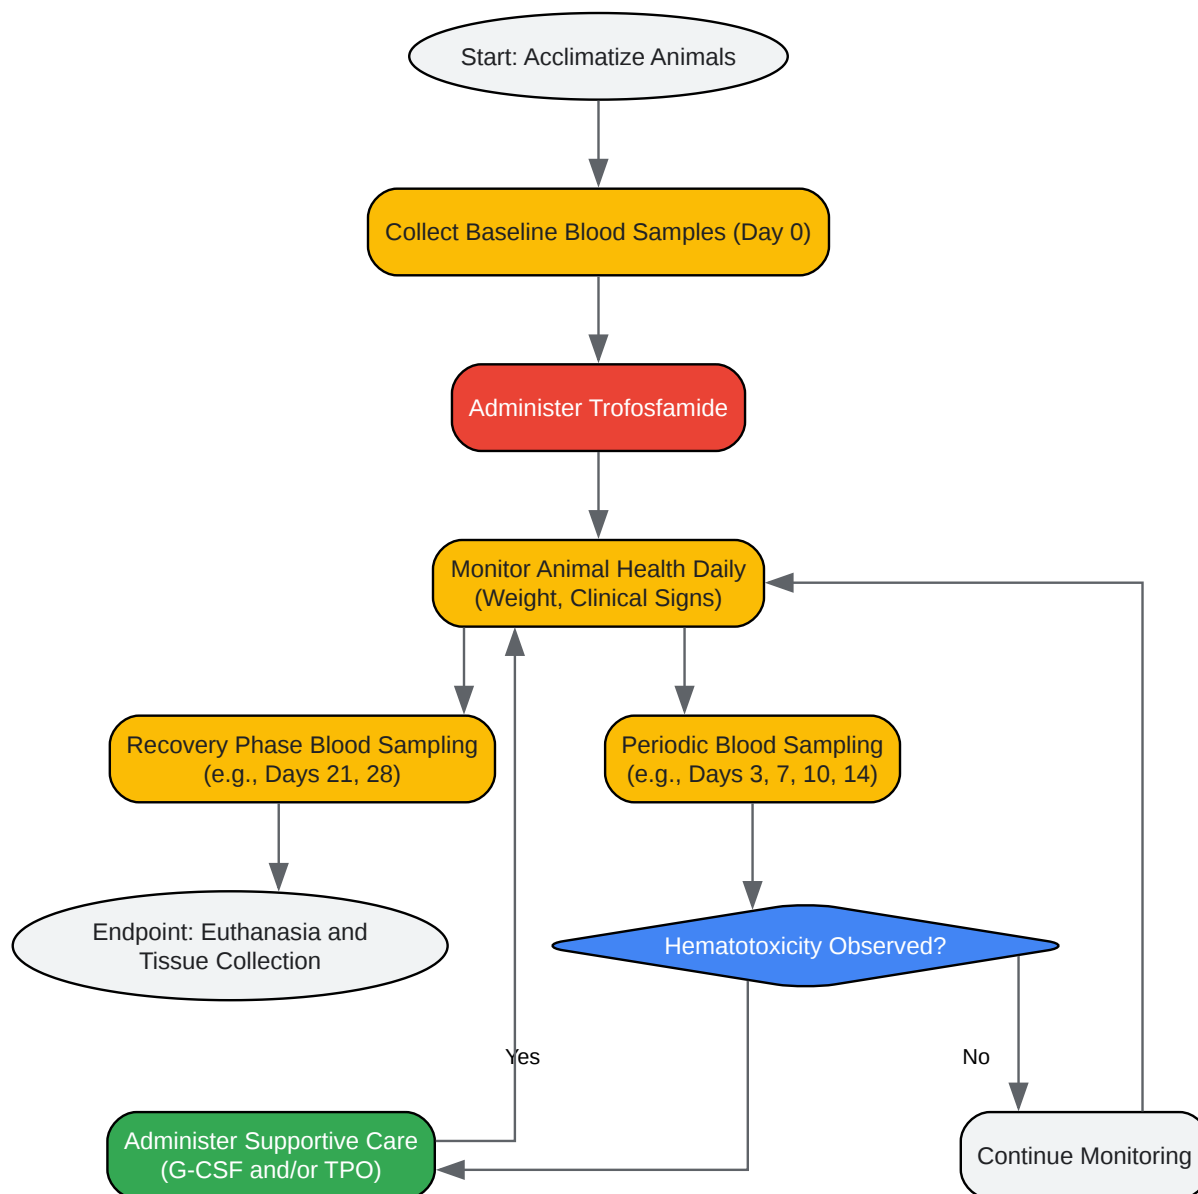 Start: Acclimatize Animals
Collect Baseline Blood Samples (Day 0)
Administer Trofosfamide
Monitor Animal Health Daily
(Weight, Clinical Signs)
Recovery Phase Blood Sampling
(e.g., Days 21, 28)
Periodic Blood Sampling
(e.g., Days 3, 7, 10, 14)
Endpoint: Euthanasia and
Tissue Collection
Hematotoxicity Observed?
Yes
No
Administer Supportive Care
(G-CSF and/or TPO)
Continue Monitoring